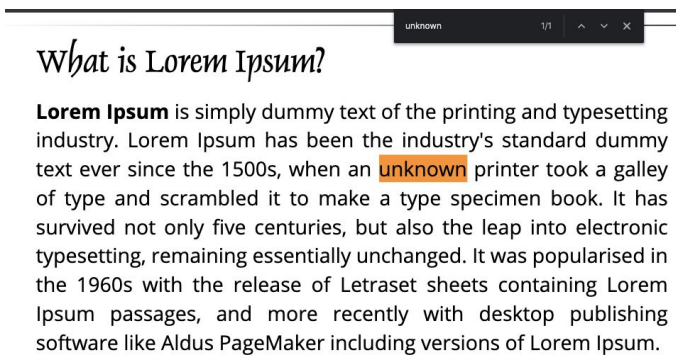 unknown 1/1
What is Lorem Ipsum?
Lorem Ipsum is simply dummy text of the printing and typesetting
industry. Lorem Ipsum has been the industry's standard dummy
text ever since the 1500s, when an unknown printer took a galley
of type and scrambled it to make a type specimen book. It has
survived not only five centuries, but also the leap into electronic
typesetting, remaining essentially unchanged. It was popularised in
the 1960s with the release of Letraset sheets containing Lorem
Ipsum passages, and more recently with desktop publishing
software like Aldus PageMaker including versions of Lorem Ipsum.